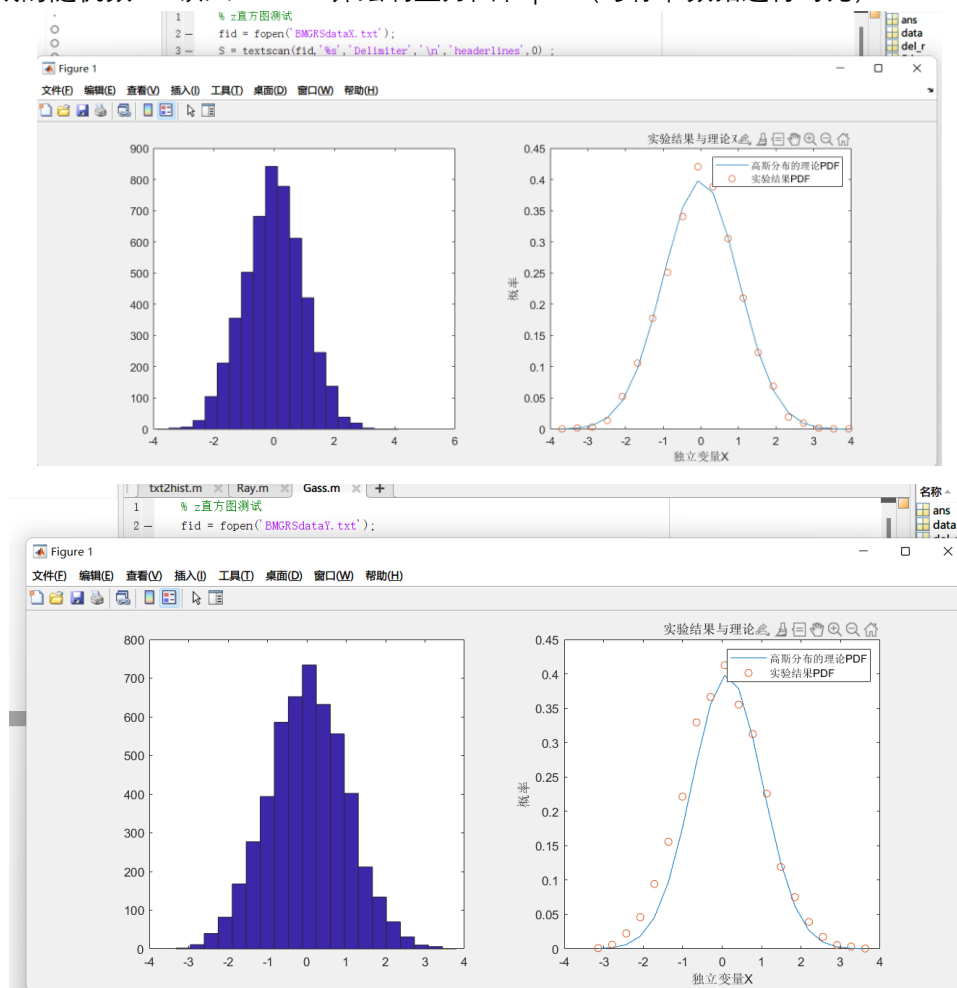 1 % z直方图测试
2 — fid = fopen('BMGRSdataX.txt');
3 — S = textscan(fid,'%s','Delimiter','\n','headerlines',0) ;
ans
data
del_r
Figure 1
文件(F) 编辑(E) 查看(V) 插入(I) 工具(T) 桌面(D) 窗口(W) 帮助(H)
实验结果与理论
900
800
700
600
500
400
300
200
100
0
-4 -2 0 2 4 6
0.45
0.4
0.35
0.3
0.25
0.2
0.15
0.1
0.05
0
-4 -3 -2 -1 0 1 2 3 4
概率
独立变量X
高斯分布的理论PDF
实验结果PDF
txt2hist.m × Ray.m × Gass.m × +
名称
1 % z直方图测试
2 — fid = fopen('BMGRSdataY.txt');
ans
data
Figure 1
文件(F) 编辑(E) 查看(V) 插入(I) 工具(T) 桌面(D) 窗口(W) 帮助(H)
实验结果与理论
800
700
600
500
400
300
200
100
0
-4 -3 -2 -1 0 1 2 3 4
0.45
0.4
0.35
0.3
0.25
0.2
0.15
0.1
0.05
0
-4 -3 -2 -1 0 1 2 3 4
概率
独立变量X
高斯分布的理论PDF
实验结果PDF